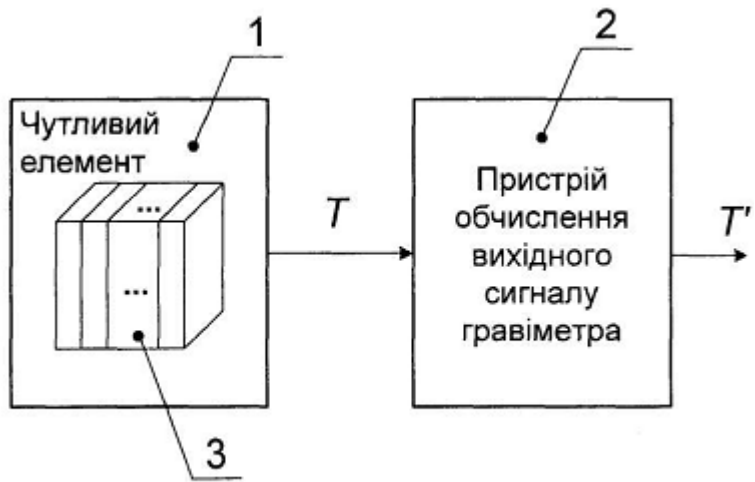 1
2
Чутливий
елемент
...
...
T
Пристрій
обчислення
вихідного
сигналу
гравіметра
T'
3